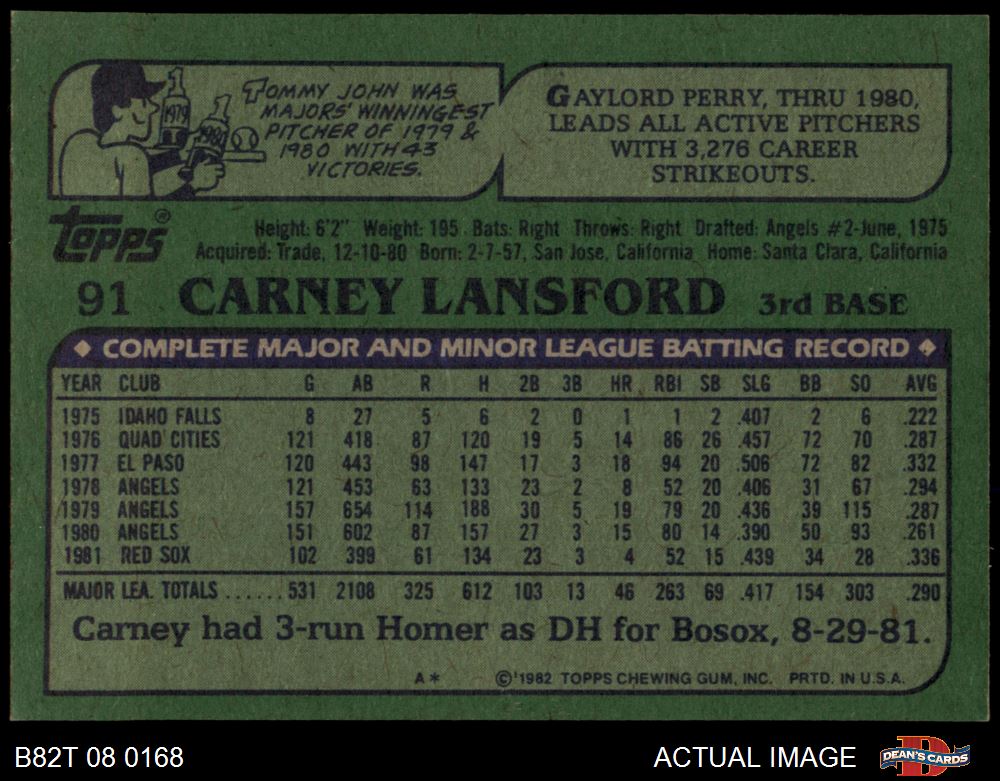 1979
1980
TOMMY JOHN WAS
MAJORS' WINNINGEST
PITCHER OF 1979 &
1980 WITH 43
VICTORIES.
GAYLORD PERRY, THRU 1980,
LEADS ALL ACTIVE PITCHERS
WITH 3,276 CAREER
STRIKEOUTS.
Topps®
Height: 6'2" Weight: 195 Bats: Right Throws: Right Drafted: Angels #2-June, 1975
Acquired: Trade, 12-10-80 Born: 2-7-57, San Jose, California Home: Santa Clara, California
91 CARNEY LANSFORD 3rd BASE
◆ COMPLETE MAJOR AND MINOR LEAGUE BATTING RECORD ◆
YEAR CLUB G AB R H 2B 3B HR RBI SB SLG BB SO AVG
1975 IDAHO FALLS 8 27 5 6 2 0 1 1 2 .407 2 6 .222
1976 QUAD CITIES 121 418 87 120 19 5 14 86 26 .457 72 70 .287
1977 EL PASO 120 443 98 147 17 3 18 94 20 .506 72 82 .332
1978 ANGELS 121 453 63 133 23 2 8 52 20 .406 31 67 .294
1979 ANGELS 157 654 114 188 30 5 19 79 20 .436 39 115 .287
1980 ANGELS 151 602 87 157 27 3 15 80 14 .390 50 93 .261
1981 RED SOX 102 399 61 134 23 3 4 52 15 .439 34 28 .336
MAJOR LEA. TOTALS ...... 531 2108 325 612 103 13 46 263 69 .417 154 303 .290
Carney had 3-run Homer as DH for Bosox, 8-29-81.
A* ©1982 TOPPS CHEWING GUM, INC. PRTD. IN U.S.A.
B82T 08 0168 ACTUAL IMAGE DEAN'S CARDS